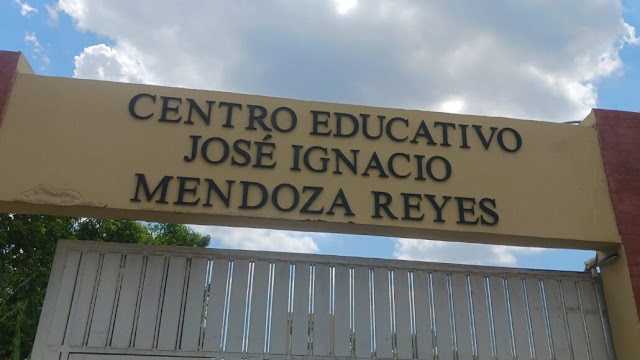 CENTRO EDUCATIVO
JOSÉ IGNACIO
MENDOZA REYES